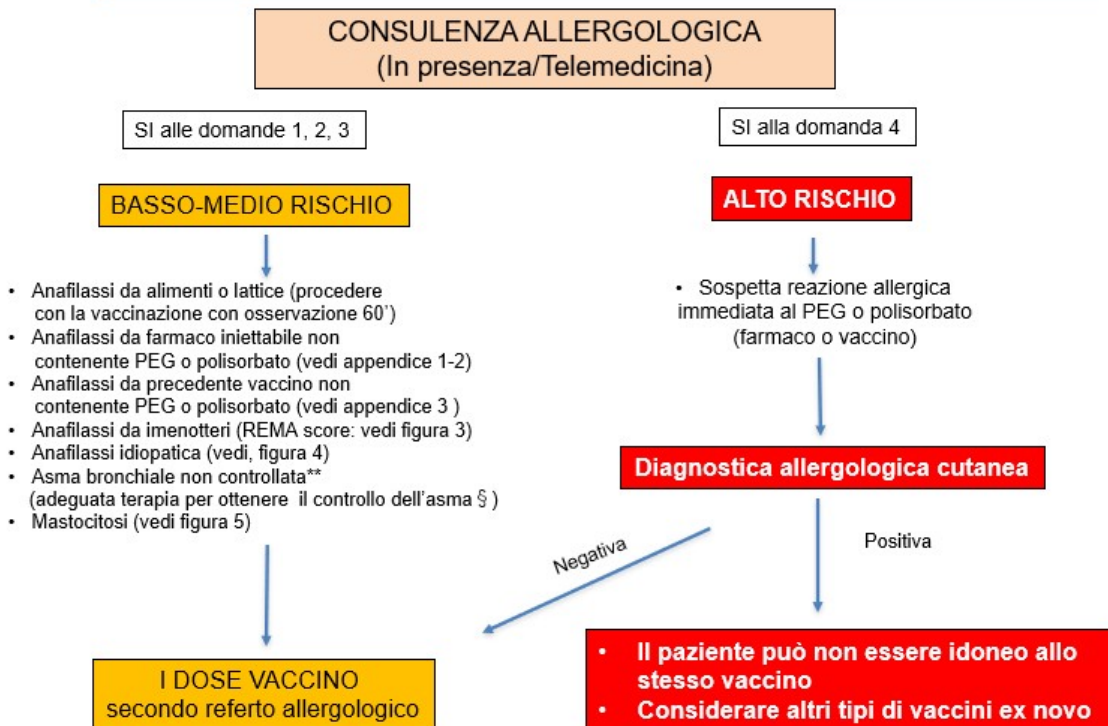 CONSULENZA ALLERGOLOGICA
(In presenza/Telemedicina)
SI alle domande 1, 2, 3
SI alla domanda 4
BASSO-MEDIO RISCHIO
ALTO RISCHIO
• Anafilassi da alimenti o lattice (procedere
con la vaccinazione con osservazione 60’)
• Anafilassi da farmaco iniettabile non
contenente PEG o polisorbato (vedi appendice 1-2)
• Anafilassi da precedente vaccino non
contenente PEG o polisorbato (vedi appendice 3 )
• Anafilassi da imenotteri (REMA score: vedi figura 3)
• Anafilassi idiopatica (vedi, figura 4)
• Asma bronchiale non controllata**
(adeguata terapia per ottenere il controllo dell’asma § )
• Mastocitosi (vedi figura 5)
• Sospetta reazione allergica
immediata al PEG o polisorbato
(farmaco o vaccino)
Diagnostica allergologica cutanea
Negativa
Positiva
I DOSE VACCINO
secondo referto allergologico
• Il paziente può non essere idoneo allo
stesso vaccino
• Considerare altri tipi di vaccini ex novo